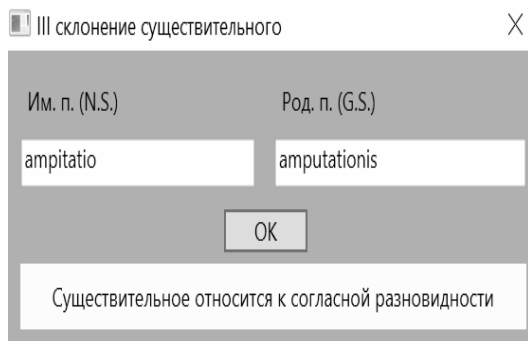 III склонение существительного
Им. п. (N.S.) Род. п. (G.S.)
ampitatio amputationis
OK
Существительное относится к согласной разновидности